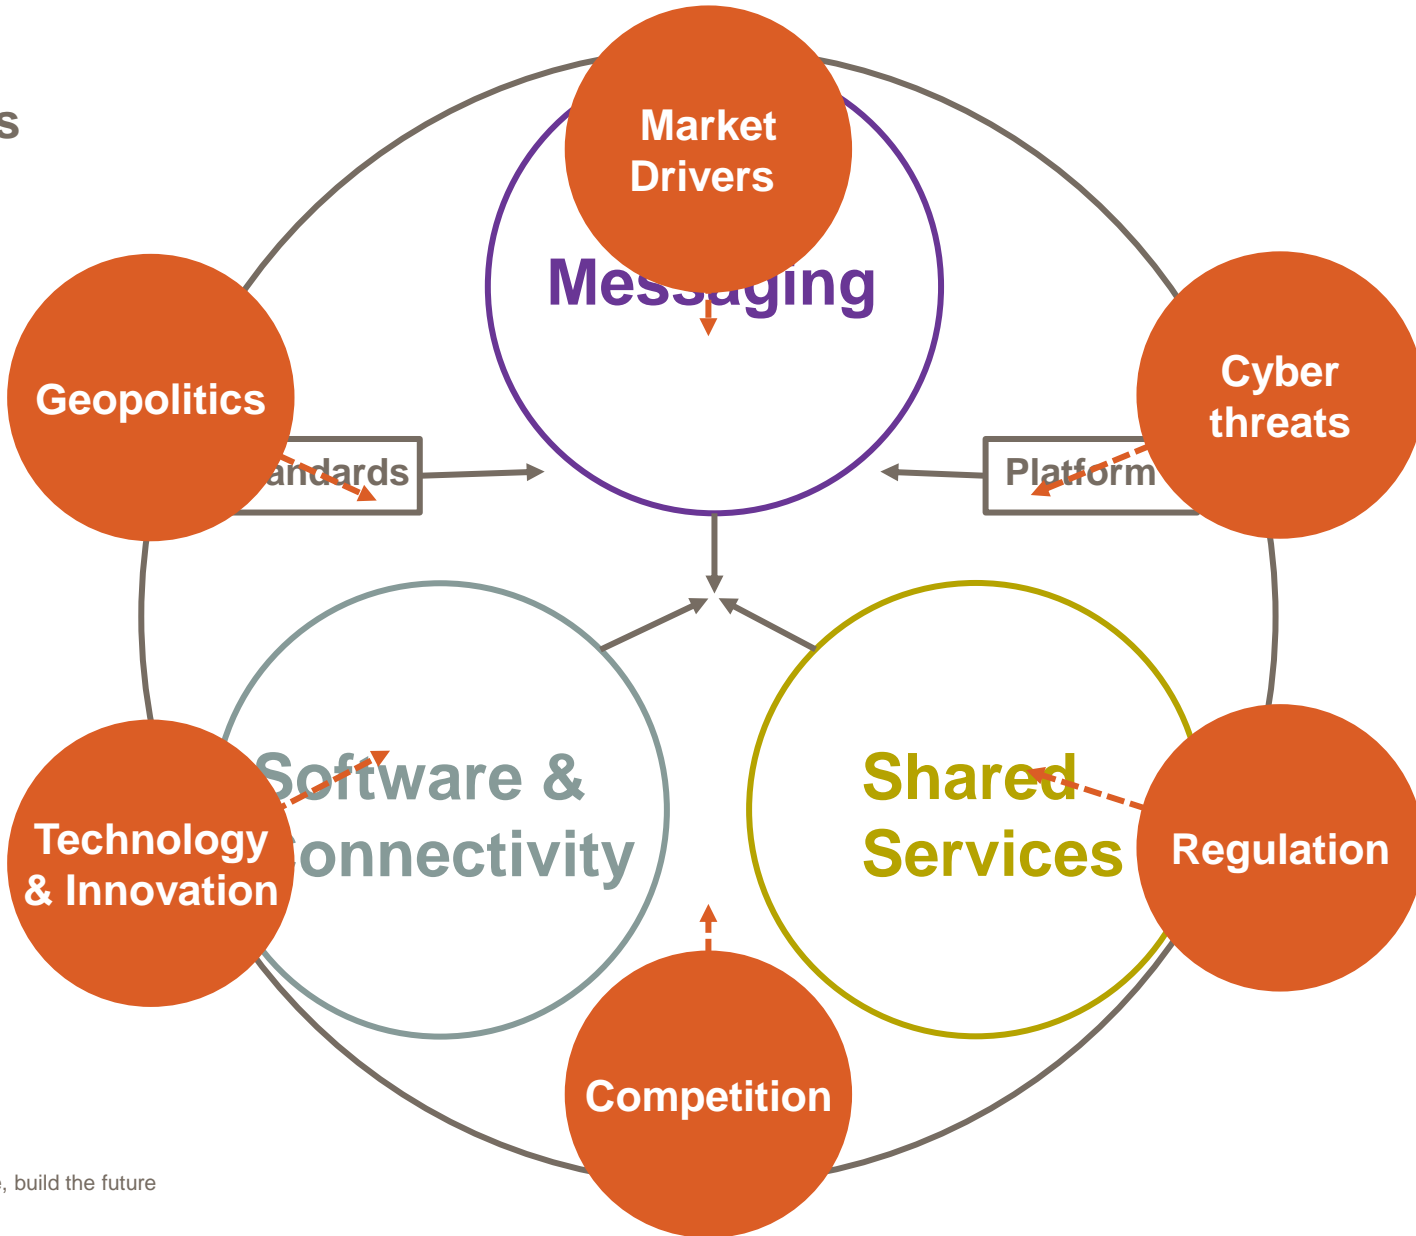 s
Market
Drivers
Messaging
Geopolitics
Cyber
threats
andards
Platform
Software &
onnectivity
Shared
Services
Technology
& Innovation
Regulation
Competition
, build the future